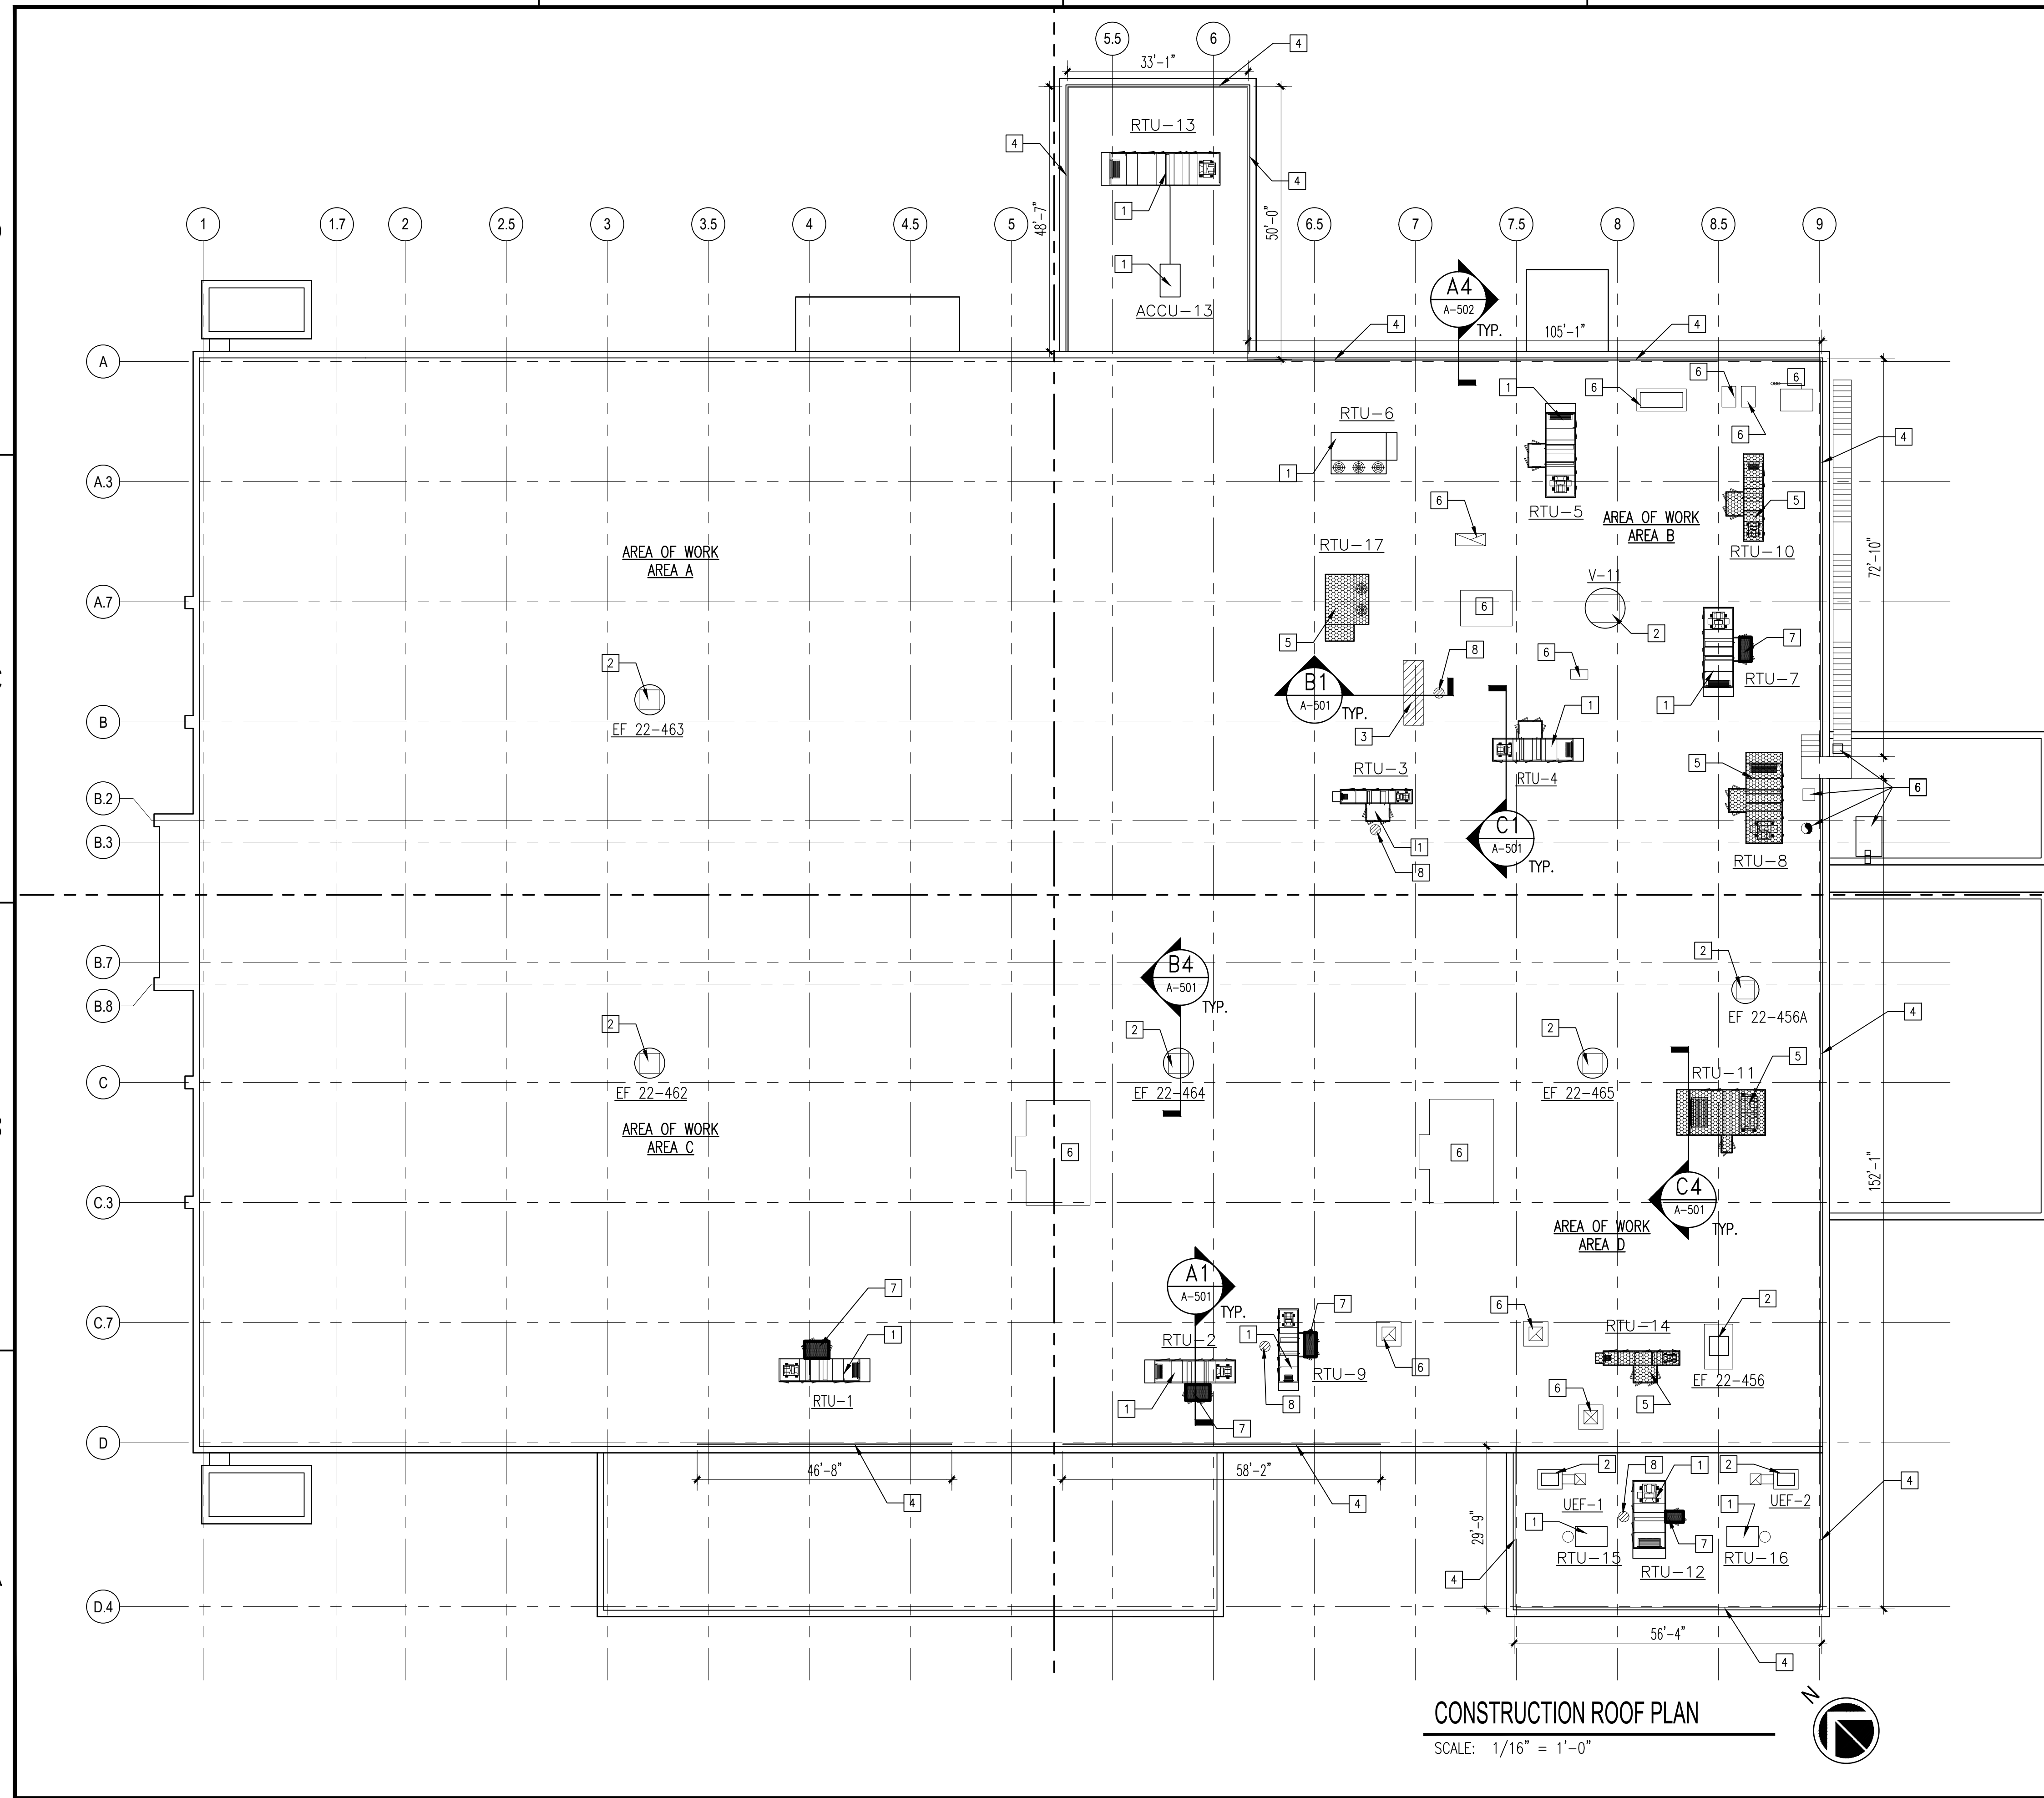 5.5
6
4
33'-1"
RTU-13
4
4
1
48'-7"
50'-0"
1
1.7
2
2.5
3
3.5
4
4.5
5
6.5
7
7.5
8
8.5
9
1
ACCU-13
A4
A-502
TYP.
4
105'-1"
4
A
6
6
6
1
RTU-6
6
4
1
A.3
6
5
RTU-5
AREA OF WORK
AREA B
RTU-10
AREA OF WORK
AREA A
RTU-17
72'-10"
V-11
A.7
6
5
2
7
2
8
6
B1
A-501
TYP.
RTU-7
1
1
B
EF 22-463
3
RTU-3
RTU-4
5
B.2
6
C1
A-501
TYP.
B.3
1
8
RTU-8
B.7
B4
A-501
TYP.
2
B.8
4
EF 22-456A
2
2
2
5
C
RTU-11
EF 22-462
EF 22-464
EF 22-465
AREA OF WORK
AREA C
6
6
152'-1"
C.3
C4
A-501
TYP.
AREA OF WORK
AREA D
A1
A-501
TYP.
7
7
2
C.7
6
RTU-14
1
RTU-2
1
6
RTU-9
EF 22-456
RTU-1
1
8
6
5
7
D
46'-8"
58'-2"
2
8
1
2
4
4
4
UEF-1
UEF-2
29'-9"
1
1
7
RTU-15
RTU-16
RTU-12
4
D.4
56'-4"
4
CONSTRUCTION ROOF PLAN
N
SCALE: 1/16" = 1'-0"